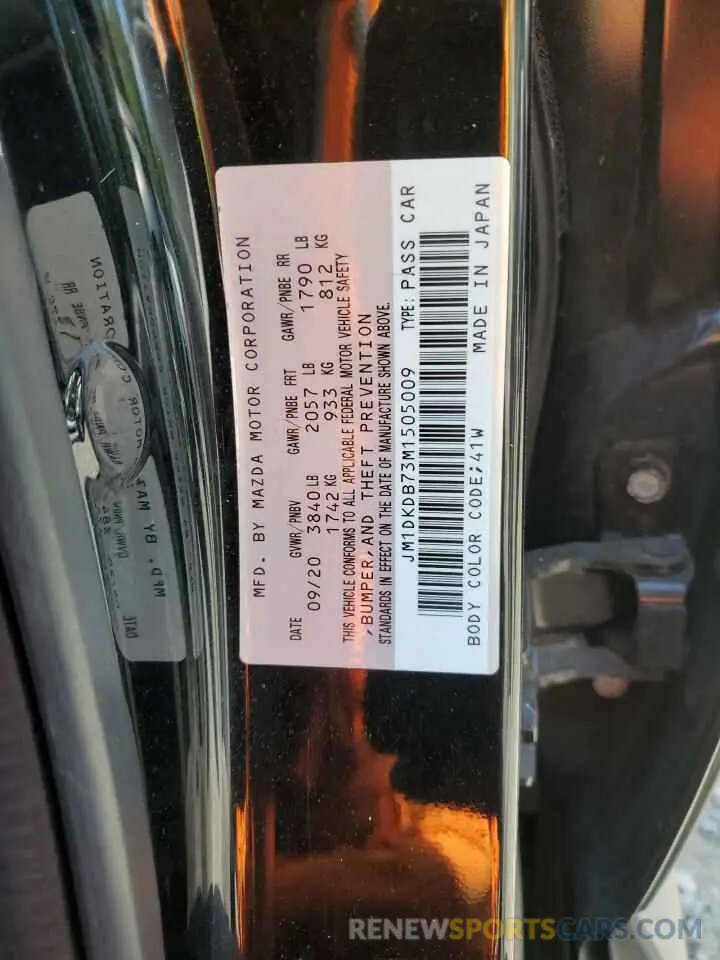 MFD. BY MAZDA MOTOR CORPORATION
DATE GVWR/PNBV GAWR/PNBE FRT GAWR/PNBE RR
09/20 3840 LB 2057 LB 1790 LB
1742 KG 933 KG 812 KG
THIS VEHICLE CONFORMS TO ALL APPLICABLE FEDERAL MOTOR VEHICLE SAFETY
,BUMPER,AND THEFT PREVENTION
STANDARDS IN EFFECT ON THE DATE OF MANUFACTURE SHOWN ABOVE.
JM1DKDB73M1505009 TYPE: PASS CAR
BODY COLOR CODE;41W MADE IN JAPAN
RENEWSPORTSCARS.COM